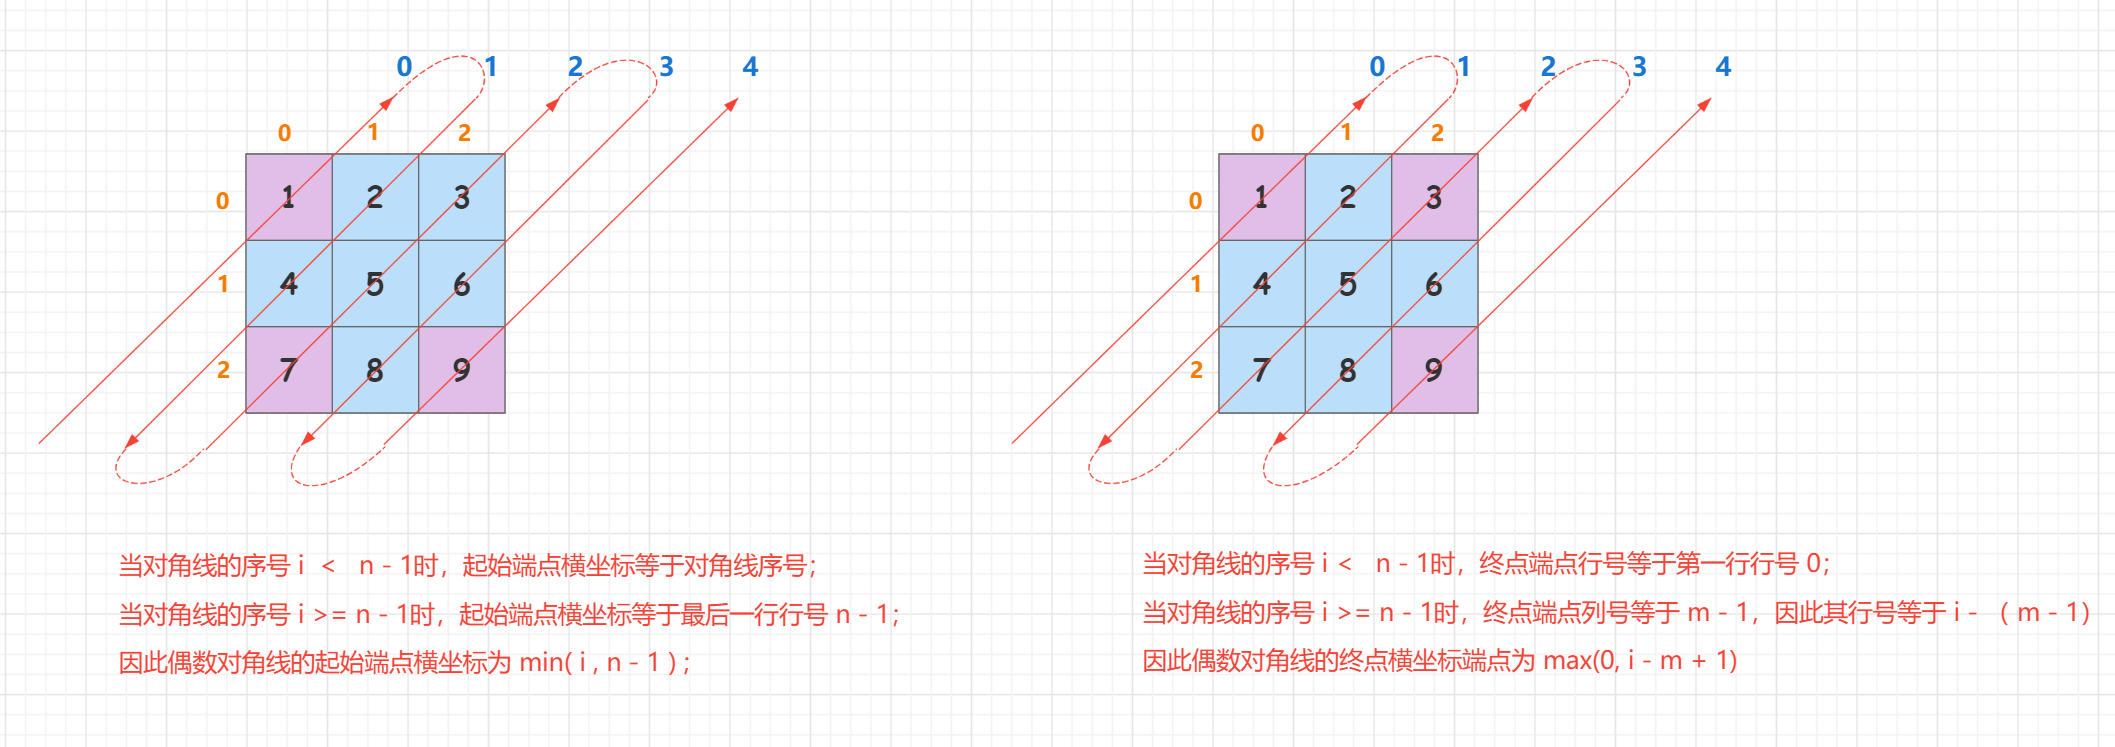 0 1 2 3 4
0 1 2
0 1 2 3
1 4 5 6
2 7 8 9
当对角线的序号 i < n - 1时，起始端点横坐标等于对角线序号；
当对角线的序号 i >= n - 1时，起始端点横坐标等于最后一行行号 n - 1；
因此偶数对角线的起始端点横坐标为 min( i , n - 1 ) ；
0 1 2 3 4
0 1 2
0 1 2 3
1 4 5 6
2 7 8 9
当对角线的序号 i < n - 1时，终点端点行号等于第一行行号 0；
当对角线的序号 i >= n - 1时，终点端点列号等于 m - 1，因此其行号等于 i - ( m - 1)
因此偶数对角线的终点横坐标端点为 max(0, i - m + 1)